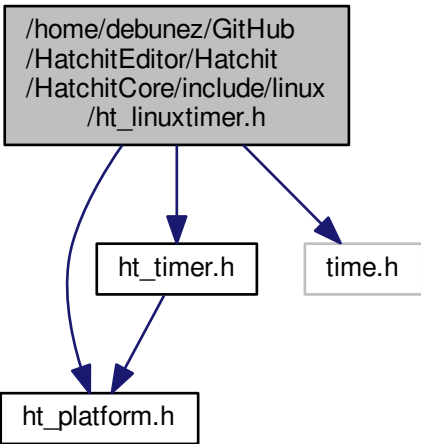 /home/debunez/GitHub
/HatchitEditor/Hatchit
/HatchitCore/include/linux
/ht_linuxtimer.h
ht_timer.h
time.h
ht_platform.h